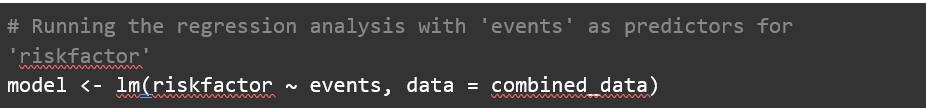 # Running the regression analysis with 'events' as predictors for
'riskfactor'
model <- lm(riskfactor ~ events, data = combined_data)